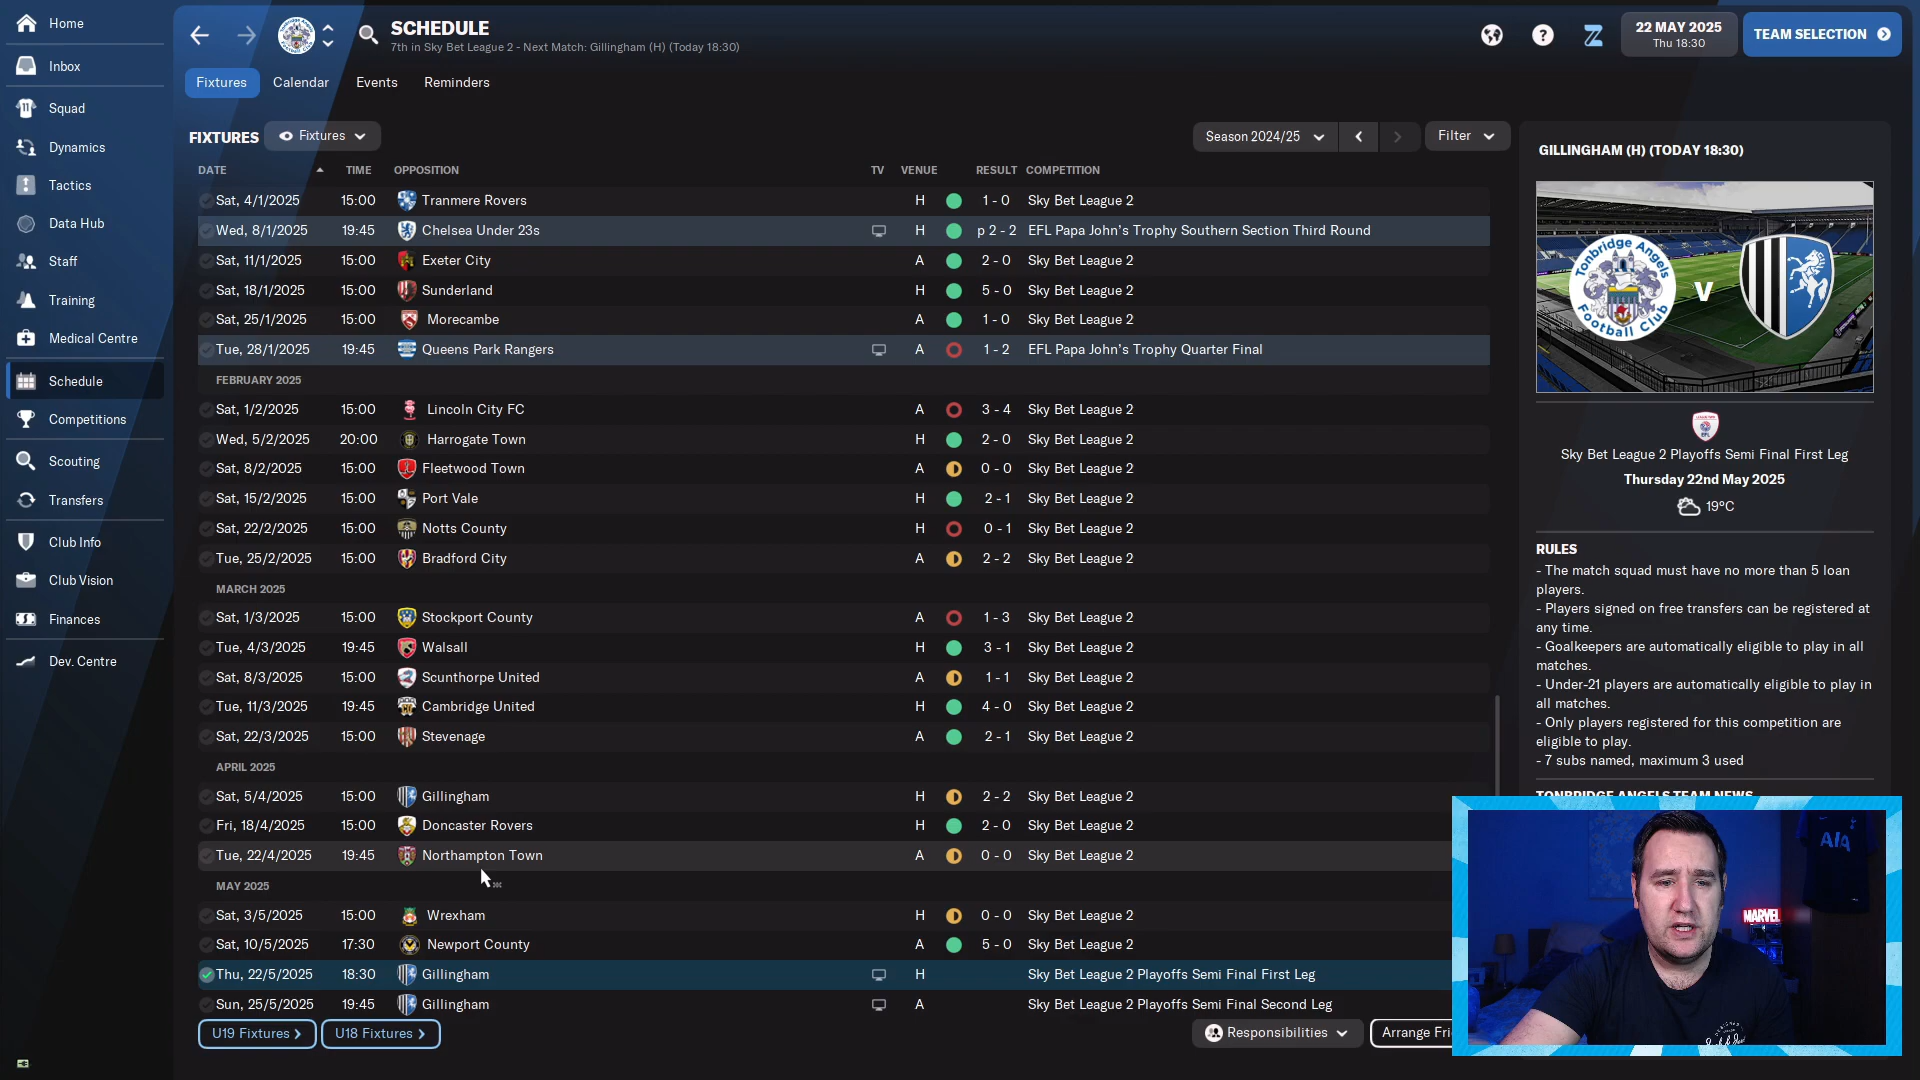 Home
Inbox
Squad
Dynamics
Tactics
Data Hub
Staff
Training
Medical Centre
Schedule
Competitions
Scouting
Transfers
Club Info
Club Vision
Finances
Dev. Centre
SCHEDULE
7th in Sky Bet League 2 - Next Match: Gillingham (H) (Today 18:30)
22 MAY 2025
Thu 18:30
TEAM SELECTION
Fixtures Calendar Events Reminders
FIXTURES Fixtures Season 2024/25 Filter
DATE TIME OPPOSITION TV VENUE RESULT COMPETITION
Sat, 4/1/2025 15:00 Tranmere Rovers H 1 - 0 Sky Bet League 2
Wed, 8/1/2025 19:45 Chelsea Under 23s H p 2 - 2 EFL Papa John's Trophy Southern Section Third Round
Sat, 11/1/2025 15:00 Exeter City A 2 - 0 Sky Bet League 2
Sat, 18/1/2025 15:00 Sunderland H 5 - 0 Sky Bet League 2
Sat, 25/1/2025 15:00 Morecambe A 1 - 0 Sky Bet League 2
Tue, 28/1/2025 19:45 Queens Park Rangers A 1 - 2 EFL Papa John's Trophy Quarter Final
FEBRUARY 2025
Sat, 1/2/2025 15:00 Lincoln City FC A 3 - 4 Sky Bet League 2
Wed, 5/2/2025 20:00 Harrogate Town H 2 - 0 Sky Bet League 2
Sat, 8/2/2025 15:00 Fleetwood Town A 0 - 0 Sky Bet League 2
Sat, 15/2/2025 15:00 Port Vale H 2 - 1 Sky Bet League 2
Sat, 22/2/2025 15:00 Notts County H 0 - 1 Sky Bet League 2
Tue, 25/2/2025 15:00 Bradford City A 2 - 2 Sky Bet League 2
MARCH 2025
Sat, 1/3/2025 15:00 Stockport County A 1 - 3 Sky Bet League 2
Tue, 4/3/2025 19:45 Walsall H 3 - 1 Sky Bet League 2
Sat, 8/3/2025 15:00 Scunthorpe United A 1 - 1 Sky Bet League 2
Tue, 11/3/2025 19:45 Cambridge United H 4 - 0 Sky Bet League 2
Sat, 22/3/2025 15:00 Stevenage A 2 - 1 Sky Bet League 2
APRIL 2025
Sat, 5/4/2025 15:00 Gillingham H 2 - 2 Sky Bet League 2
Fri, 18/4/2025 15:00 Doncaster Rovers H 2 - 0 Sky Bet League 2
Tue, 22/4/2025 19:45 Northampton Town A 0 - 0 Sky Bet League 2
MAY 2025
Sat, 3/5/2025 15:00 Wrexham H 0 - 0 Sky Bet League 2
Sat, 10/5/2025 17:30 Newport County A 5 - 0 Sky Bet League 2
Thu, 22/5/2025 18:30 Gillingham H Sky Bet League 2 Playoffs Semi Final First Leg
Sun, 25/5/2025 19:45 Gillingham A Sky Bet League 2 Playoffs Semi Final Second Leg
U19 Fixtures U18 Fixtures Responsibilities Arrange Fri
GILLINGHAM (H) (TODAY 18:30)
Tonbridge Angels
V
Football Club
Sky Bet League 2 Playoffs Semi Final First Leg
Thursday 22nd May 2025
19°C
RULES
- The match squad must have no more than 5 loan
players.
- Players signed on free transfers can be registered at
any time.
- Goalkeepers are automatically eligible to play in all
matches.
- Under-21 players are automatically eligible to play in
all matches.
- Only players registered for this competition are
eligible to play.
- 7 subs named, maximum 3 used
TONBRIDGE ANGELS TEAM NEWS
AIA
MARVEL